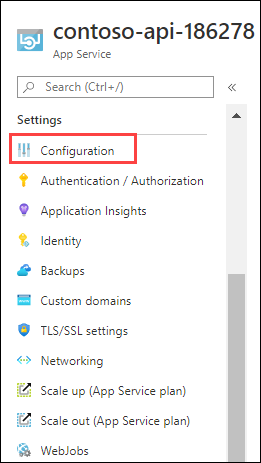 contoso-api-186278
App Service
Search (Ctrl+/)
«
Settings
Configuration
Authentication / Authorization
Application Insights
Identity
Backups
Custom domains
TLS/SSL settings
Networking
Scale up (App Service plan)
Scale out (App Service plan)
WebJobs